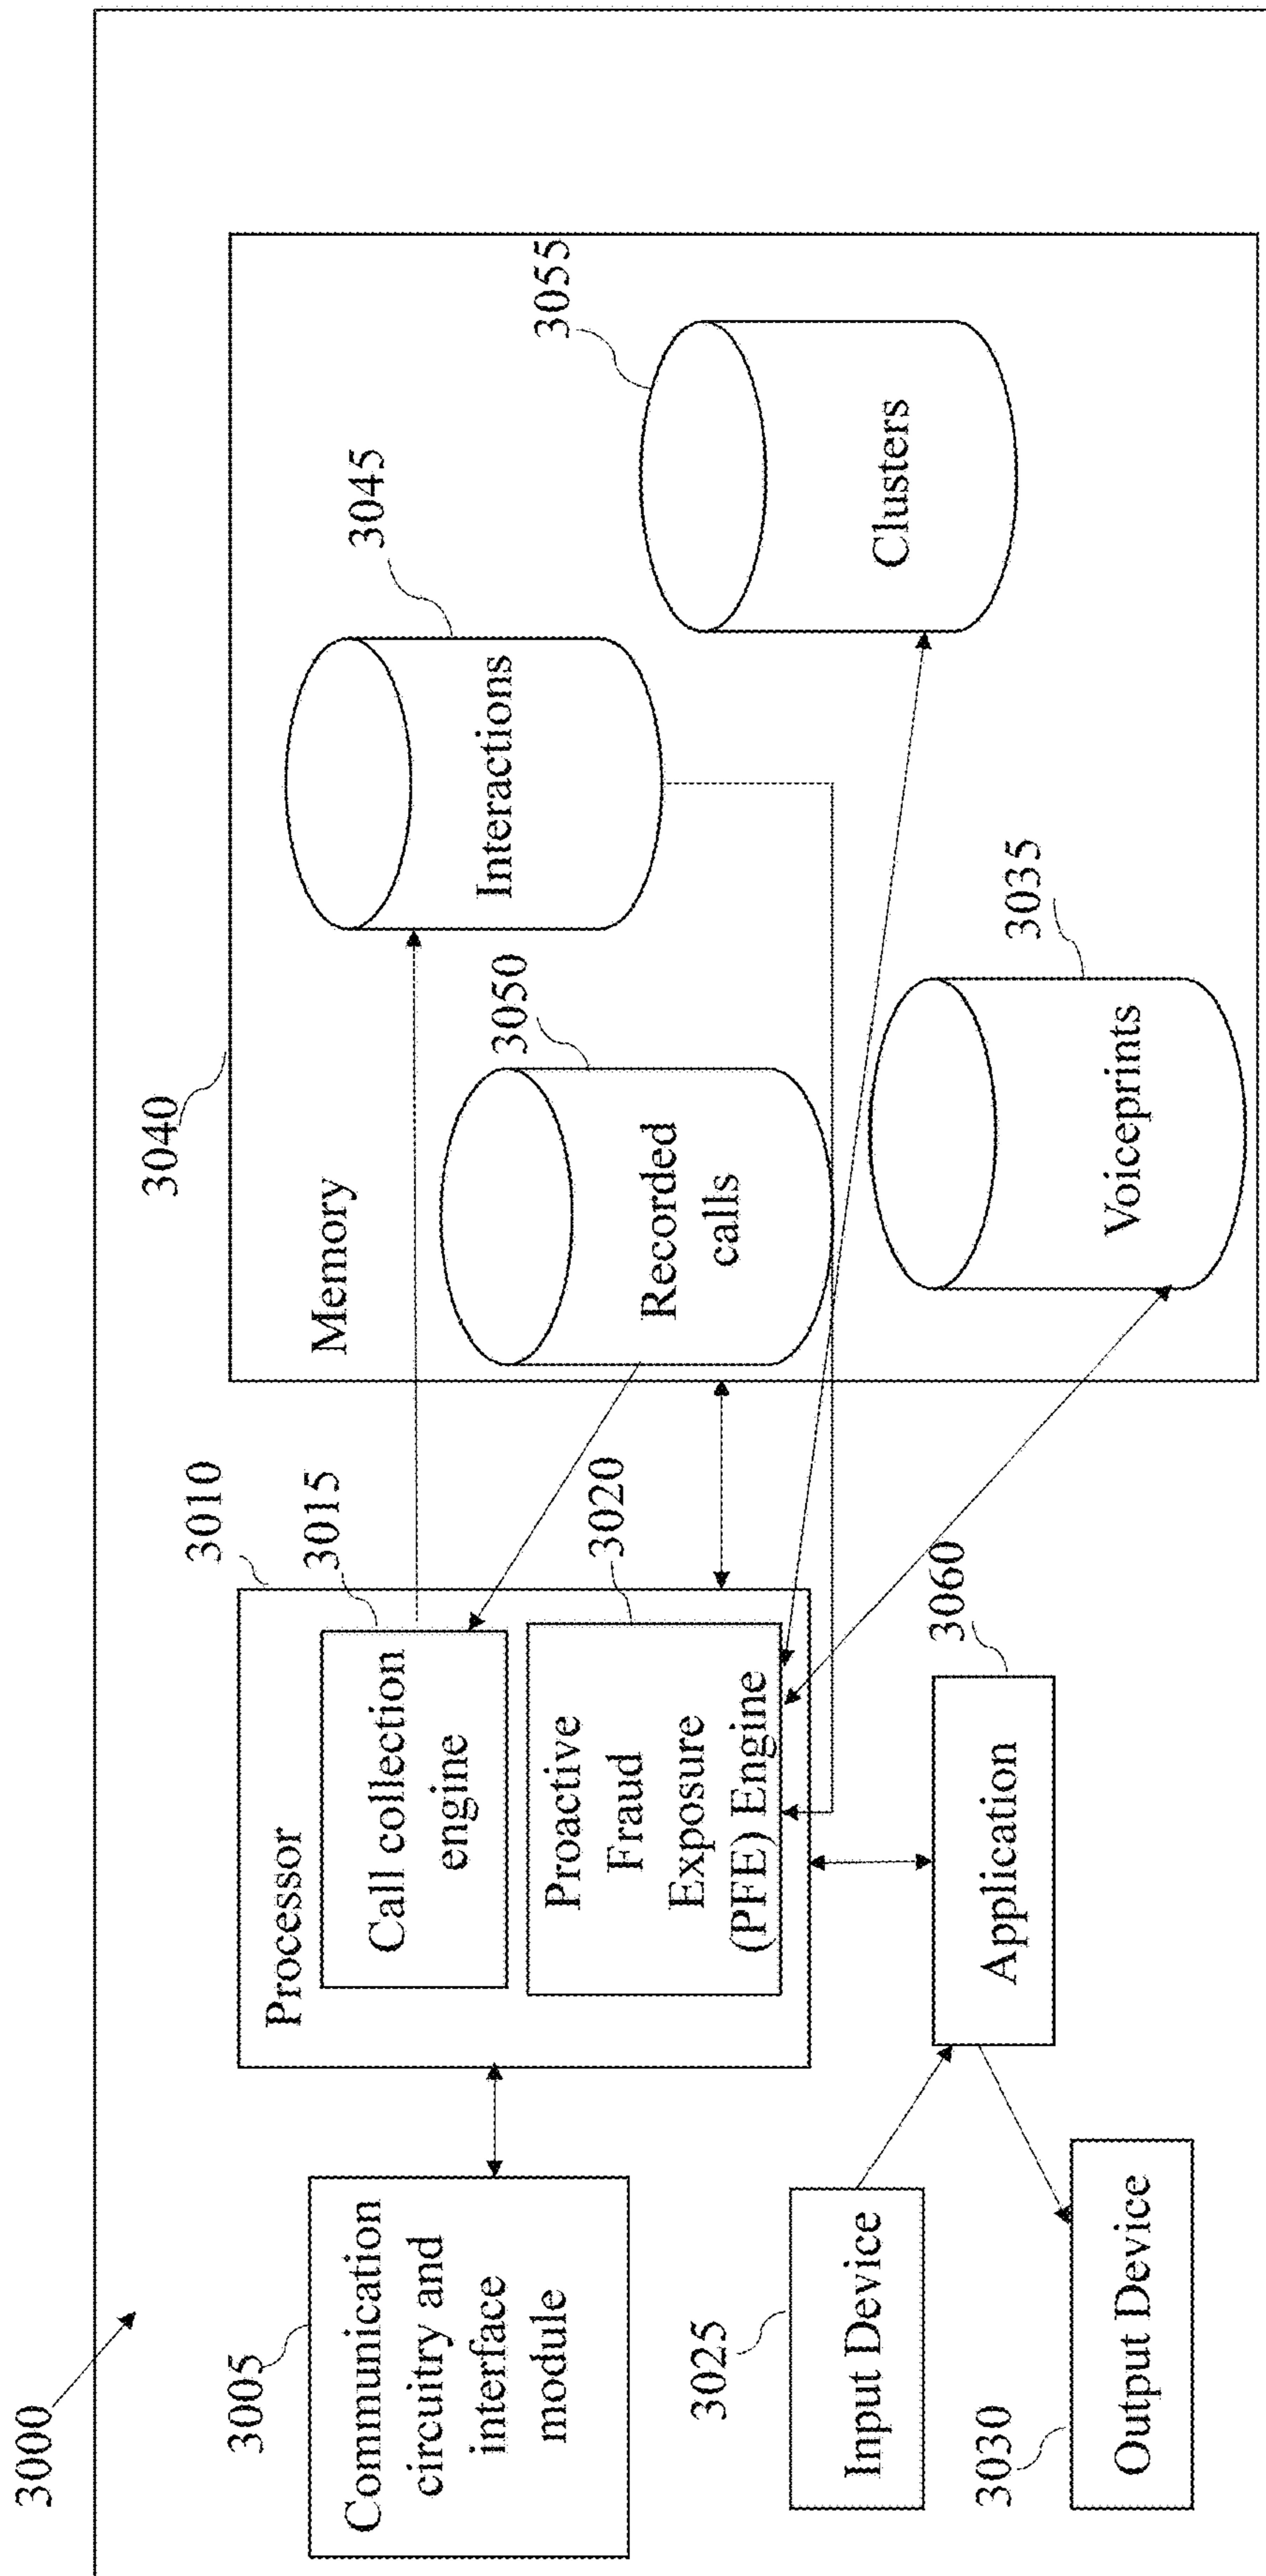 3000
3005
Communication
circuitry and
interface
module
3010
Processor
3015
Call collection
engine
3020
Proactive
Fraud
Exposure
(PFE) Engine
3025
Input Device
3030
Output Device
3060
Application
3040
Memory
3050
Recorded
calls
3045
Interactions
3055
Clusters
3035
Voiceprints